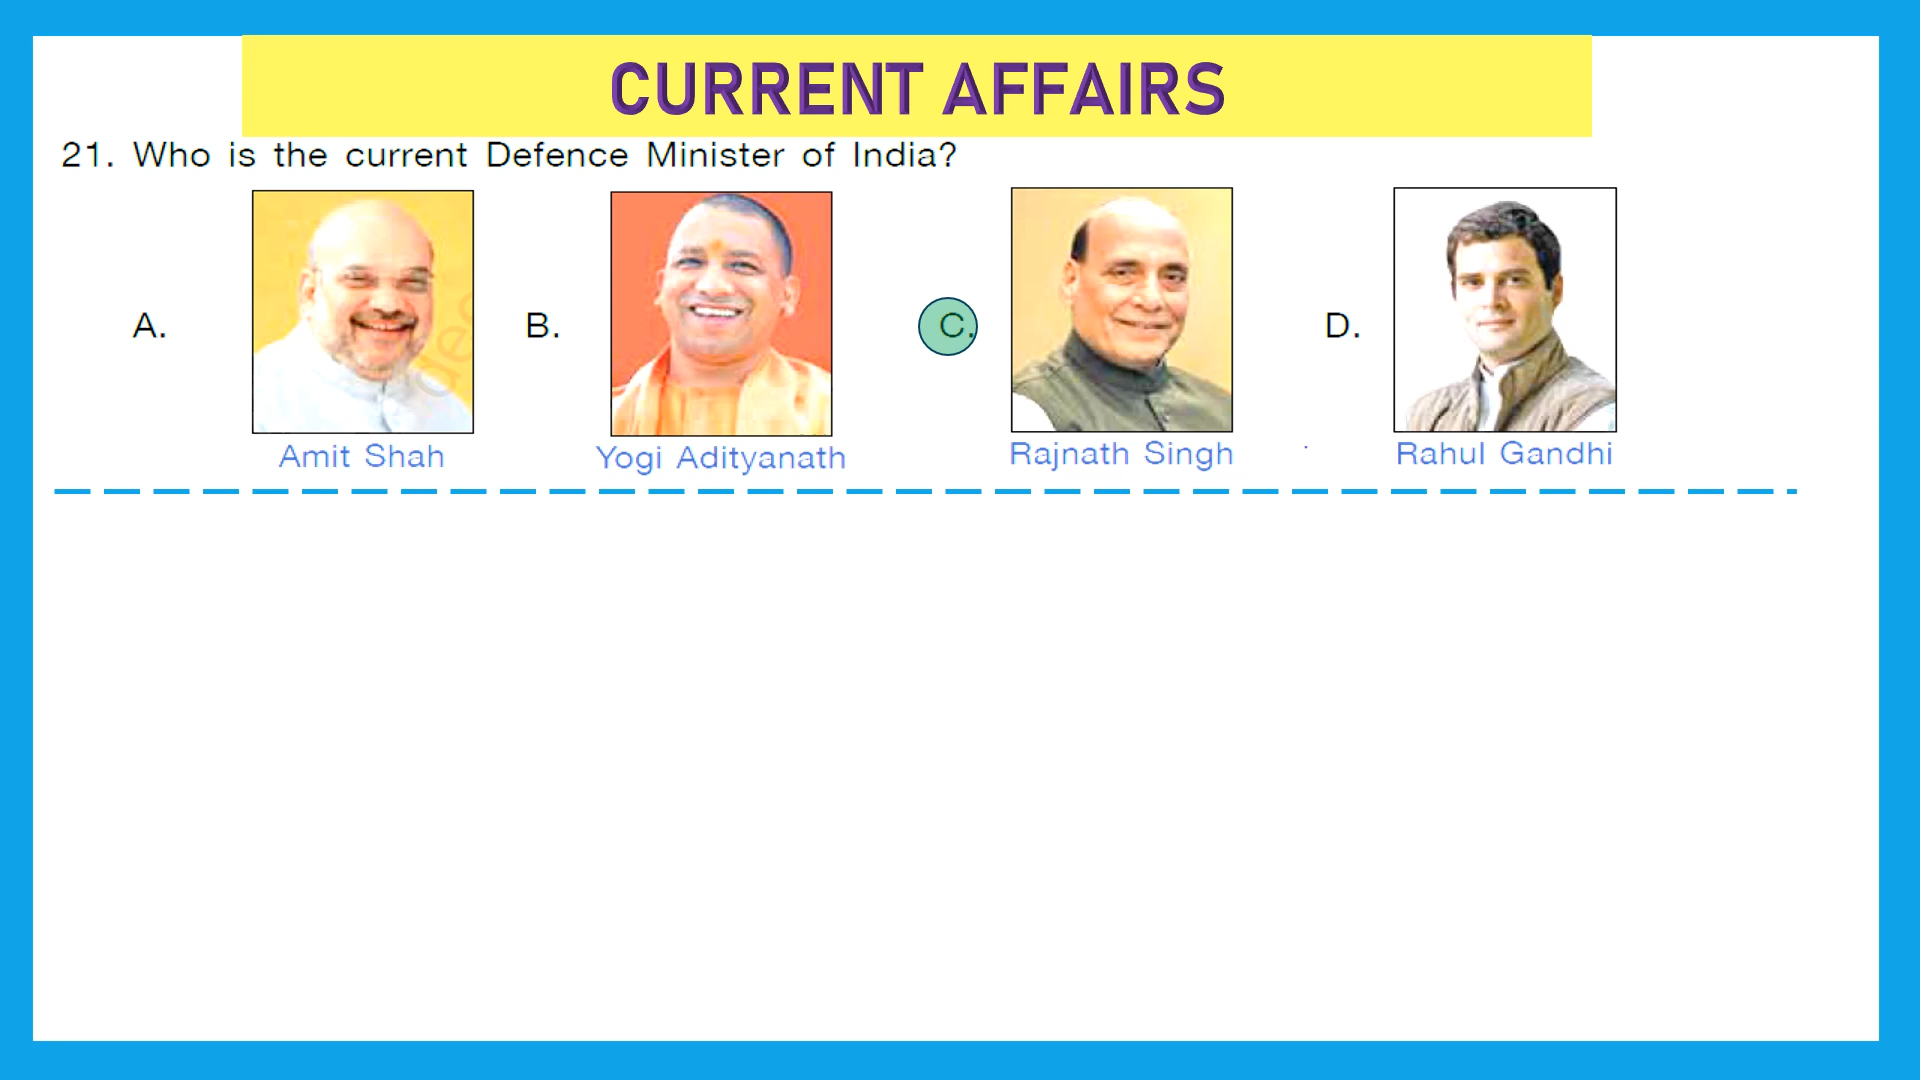 CURRENT AFFAIRS
21. Who is the current Defence Minister of India?
A. B. C. D.
Amit Shah Yogi Adityanath Rajnath Singh Rahul Gandhi